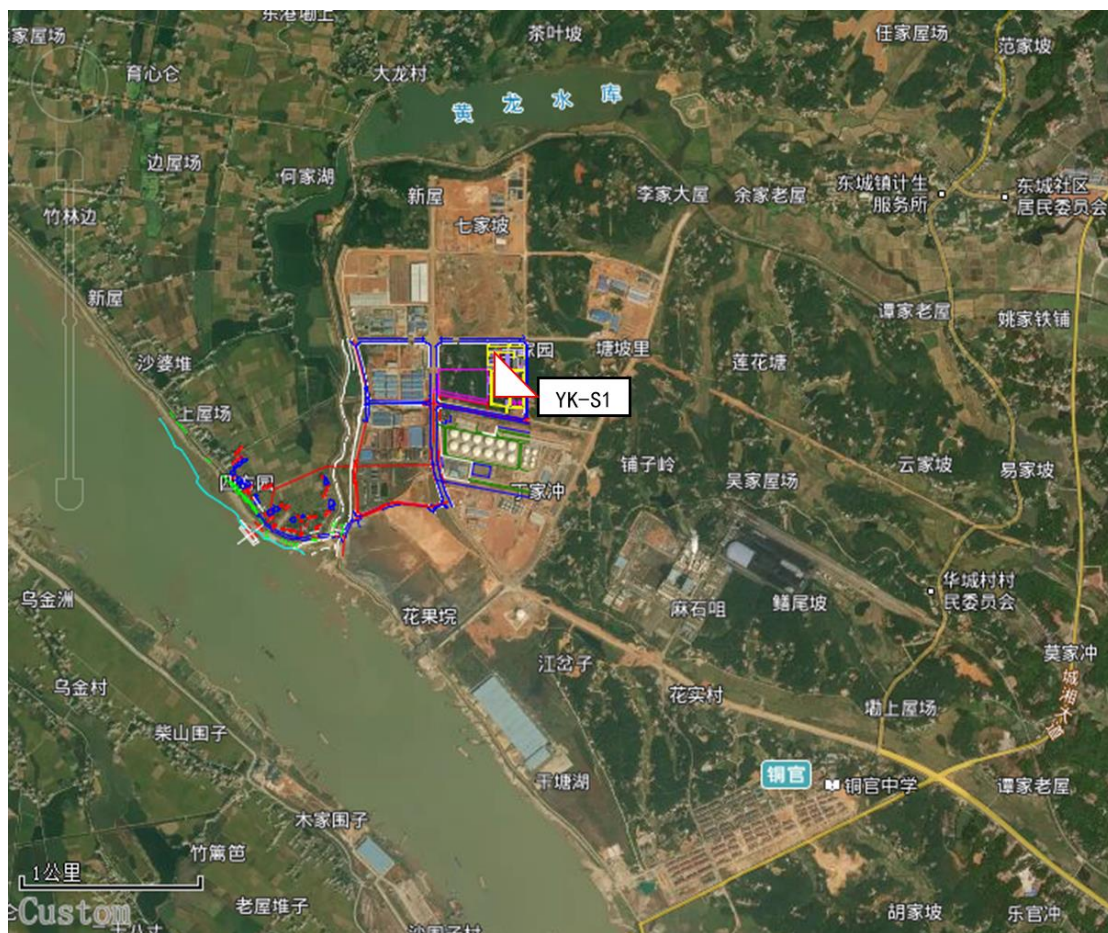 家屋场
茶叶坡
任家屋场
范家坡
育心仑
大龙村
黄龙水库
边屋场
何家湖
新屋
李家大屋
余家老屋
东城镇计生
服务所
东城社区
居民委员会
竹林边
七家坡
新屋
谭家老屋
姚家铁铺
沙婆堆
家园
塘坡里
莲花塘
YK-S1
上屋场
铺子岭
吴家屋场
云家坡
易家坡
丁家冲
乌金洲
花果垸
麻石咀
鳝尾坡
华城村村
民委员会
莫家冲
江岔子
花实村
乌金村
柴山围子
垴上屋场
城湘大道
铜官
铜官中学
谭家老屋
干塘湖
木家围子
竹篱笆
1公里
老屋堆子
胡家坡
乐官冲
Custom